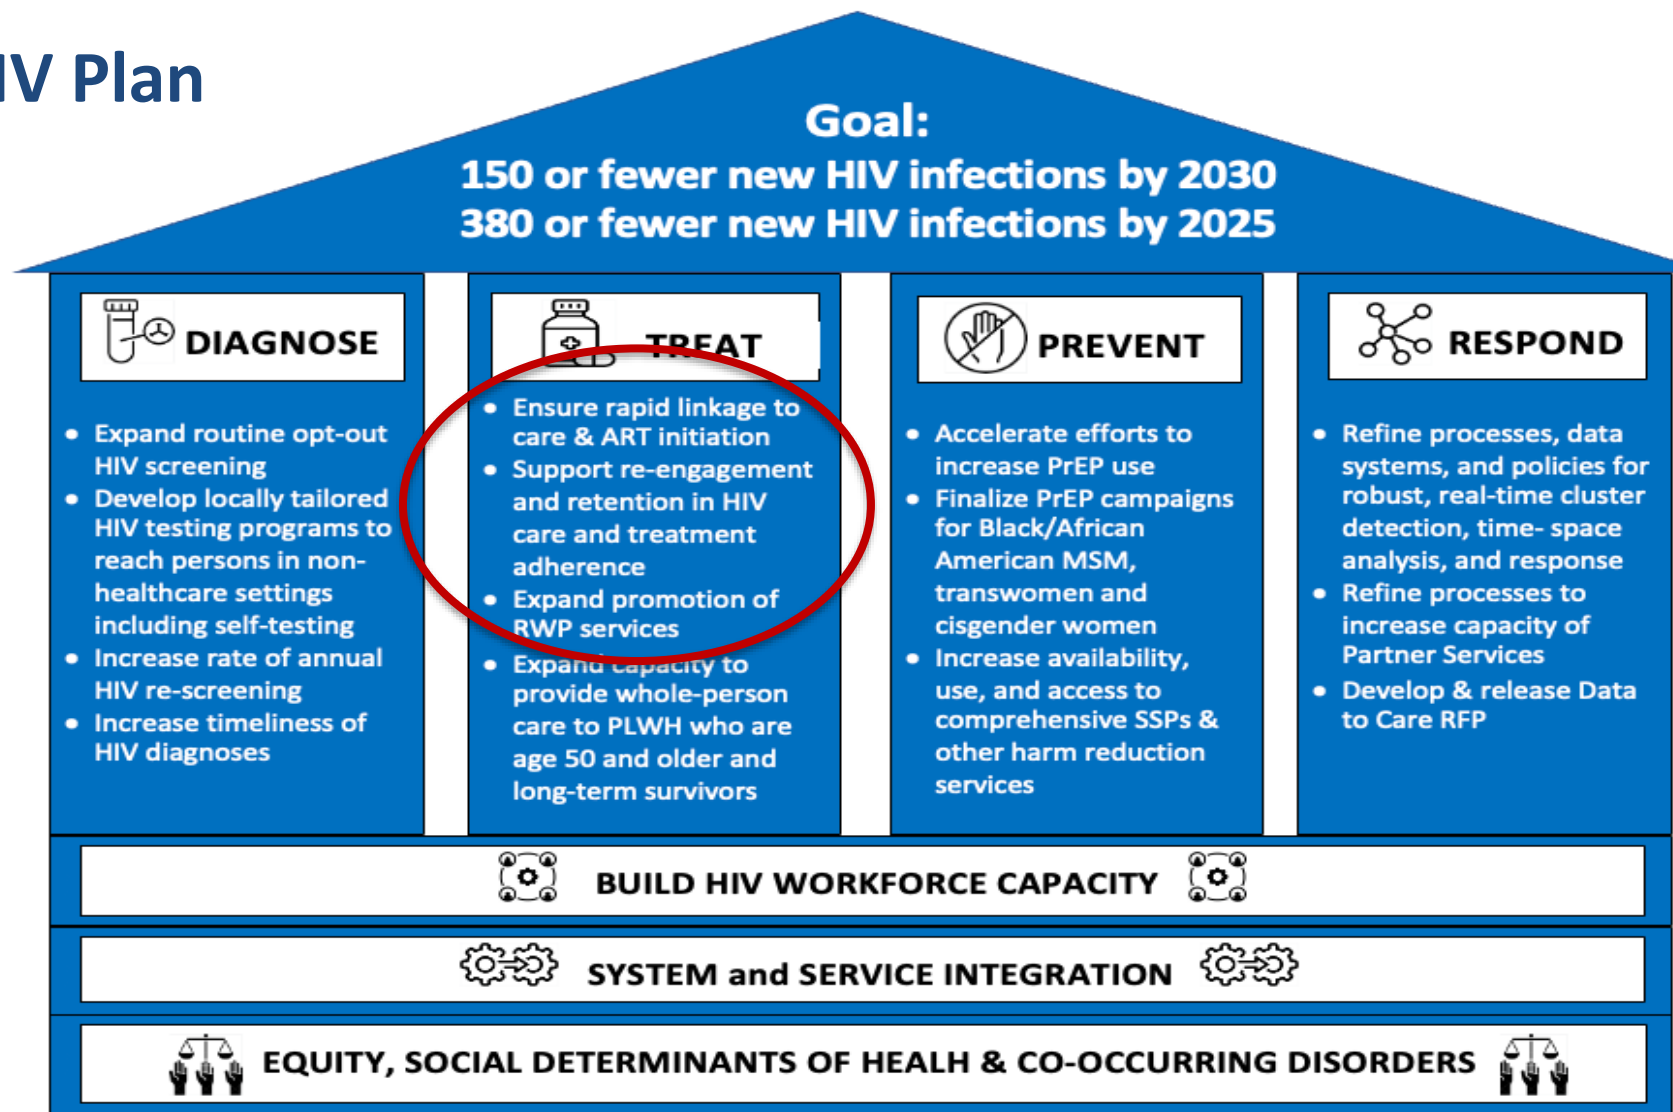 IV Plan
Goal:
150 or fewer new HIV infections by 2030
380 or fewer new HIV infections by 2025
DIAGNOSE
• Expand routine opt-out
HIV screening
• Develop locally tailored
HIV testing programs to
reach persons in non-
healthcare settings
including self-testing
• Increase rate of annual
HIV re-screening
• Increase timeliness of
HIV diagnoses
TREAT
• Ensure rapid linkage to
care & ART initiation
• Support re-engagement
and retention in HIV
care and treatment
adherence
• Expand promotion of
RWP services
• Expand capacity to
provide whole-person
care to PLWH who are
age 50 and older and
long-term survivors
PREVENT
• Accelerate efforts to
increase PrEP use
• Finalize PrEP campaigns
for Black/African
American MSM,
transwomen and
cisgender women
• Increase availability,
use, and access to
comprehensive SSPs &
other harm reduction
services
RESPOND
• Refine processes, data
systems, and policies for
robust, real-time cluster
detection, time- space
analysis, and response
• Refine processes to
increase capacity of
Partner Services
• Develop & release Data
to Care RFP
BUILD HIV WORKFORCE CAPACITY
SYSTEM and SERVICE INTEGRATION
EQUITY, SOCIAL DETERMINANTS OF HEALH & CO-OCCURRING DISORDERS